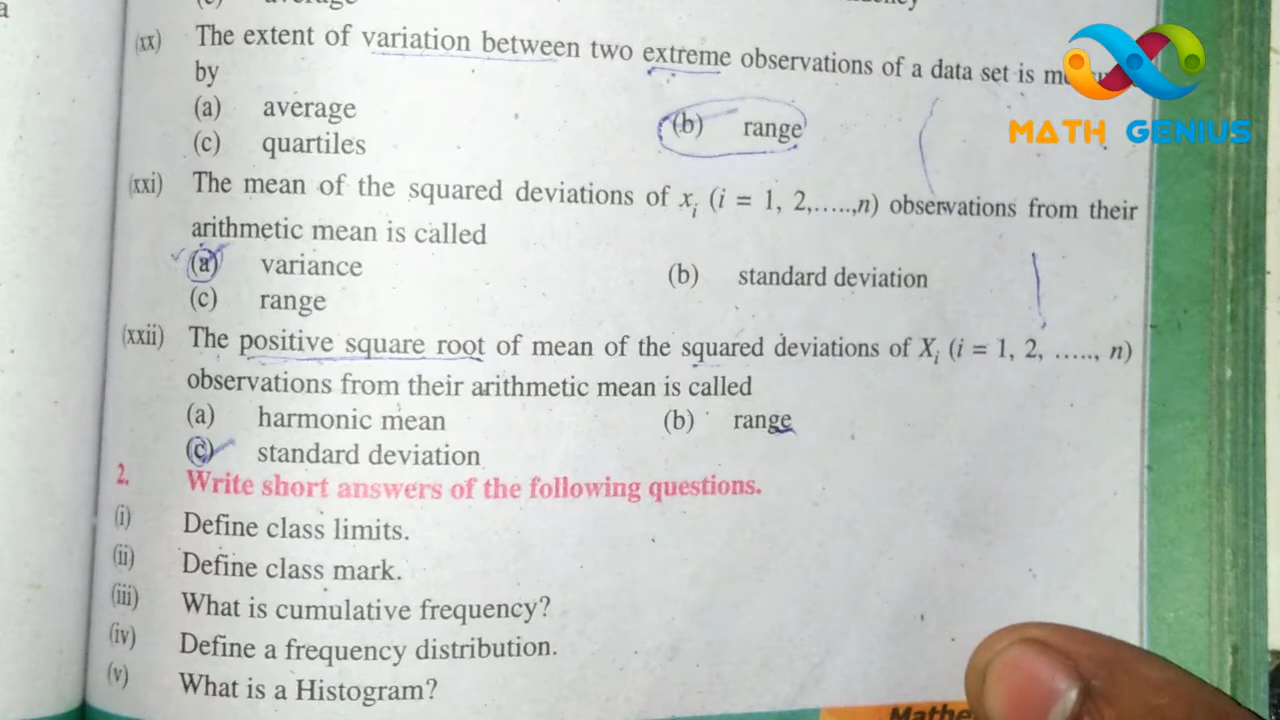 a
(xx) The extent of variation between two extreme observations of a data set is
by
(a) average (b) range
(c) quartiles
(xxi) The mean of the squared deviations of xᵢ (i = 1, 2,.....,n) observations from their
arithmetic mean is called
(a) variance (b) standard deviation
(c) range
(xxii) The positive square root of mean of the squared deviations of Xᵢ (i = 1, 2, ....., n)
observations from their arithmetic mean is called
(a) harmonic mean (b) range
(c) standard deviation
2. Write short answers of the following questions.
(i) Define class limits.
(ii) Define class mark.
(iii) What is cumulative frequency?
(iv) Define a frequency distribution.
(v) What is a Histogram?
MATH GENIUS